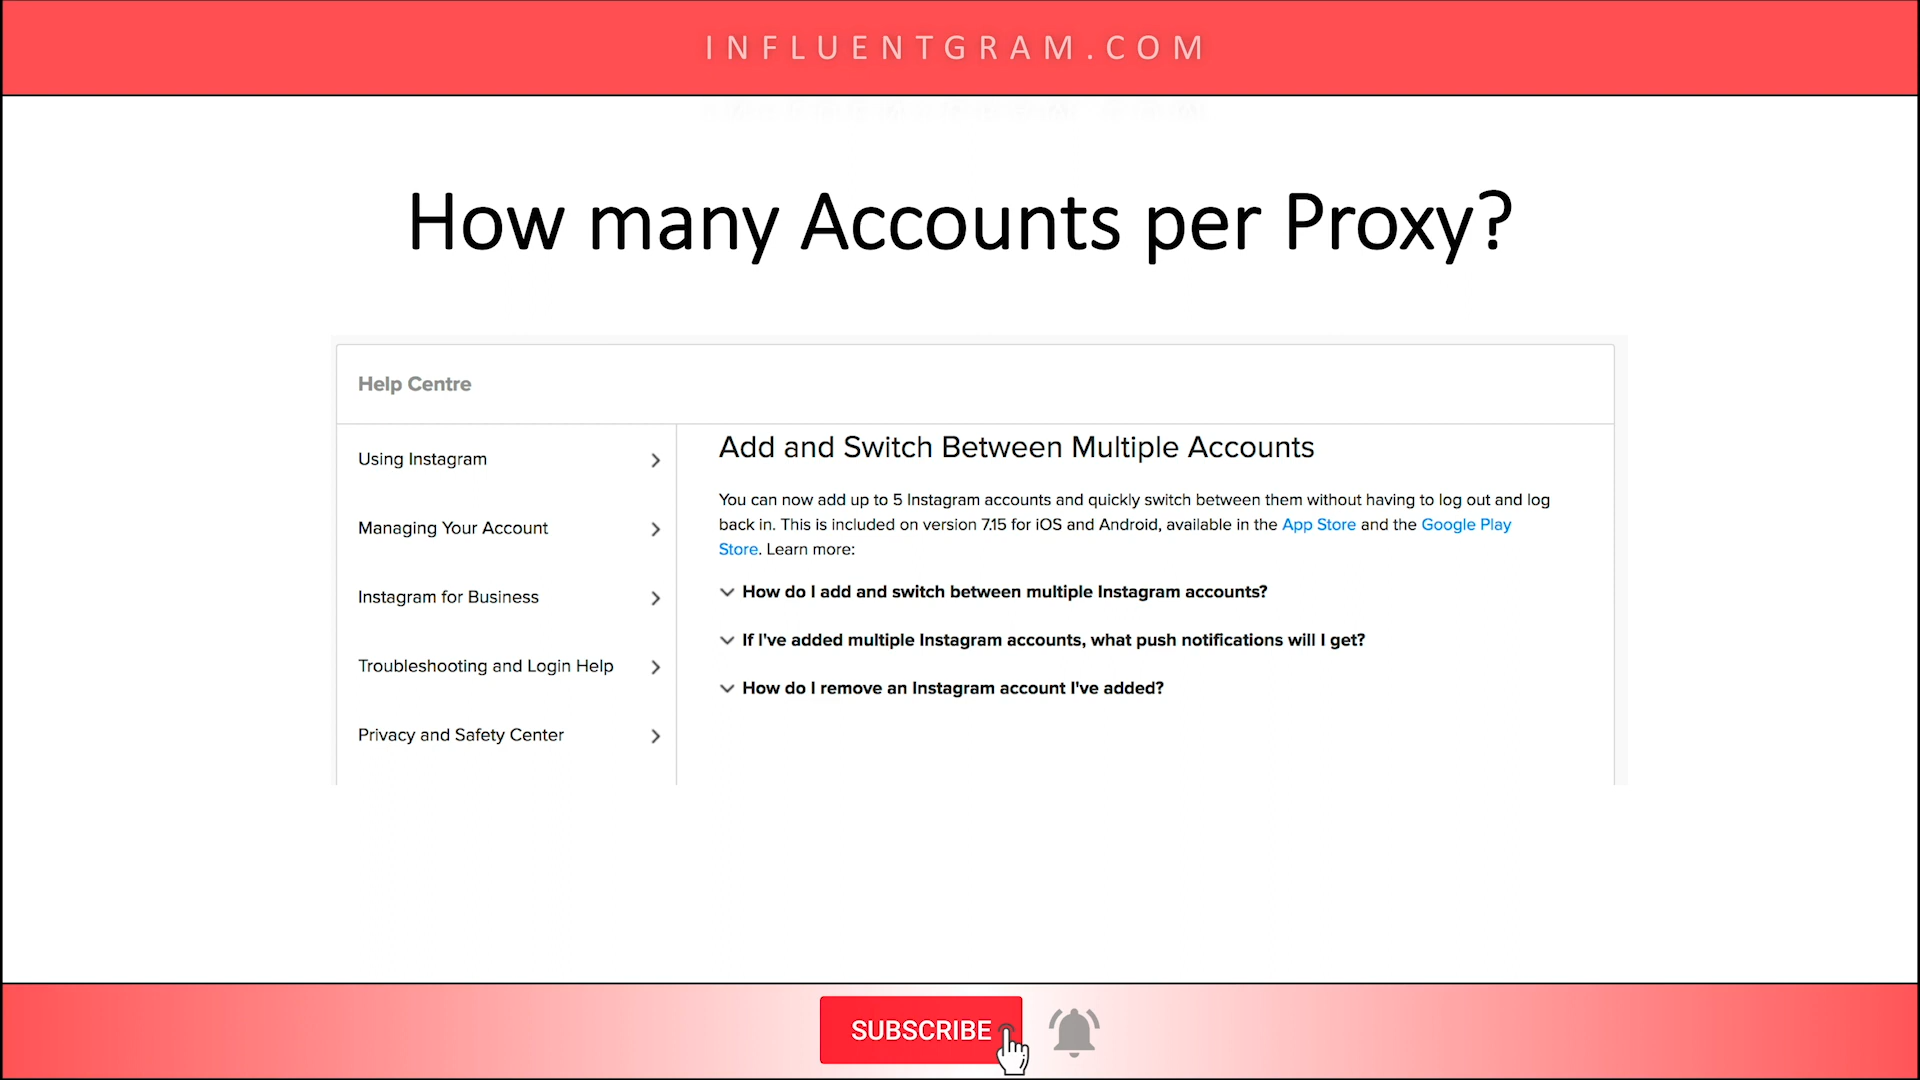 INFLUENTGRAM.COM
How many Accounts per Proxy?
Help Centre
Using Instagram
Managing Your Account
Instagram for Business
Troubleshooting and Login Help
Privacy and Safety Center
Add and Switch Between Multiple Accounts
You can now add up to 5 Instagram accounts and quickly switch between them without having to log out and log
back in. This is included on version 7.15 for iOS and Android, available in the App Store and the Google Play
Store. Learn more:
How do I add and switch between multiple Instagram accounts?
If I've added multiple Instagram accounts, what push notifications will I get?
How do I remove an Instagram account I've added?
SUBSCRIBE